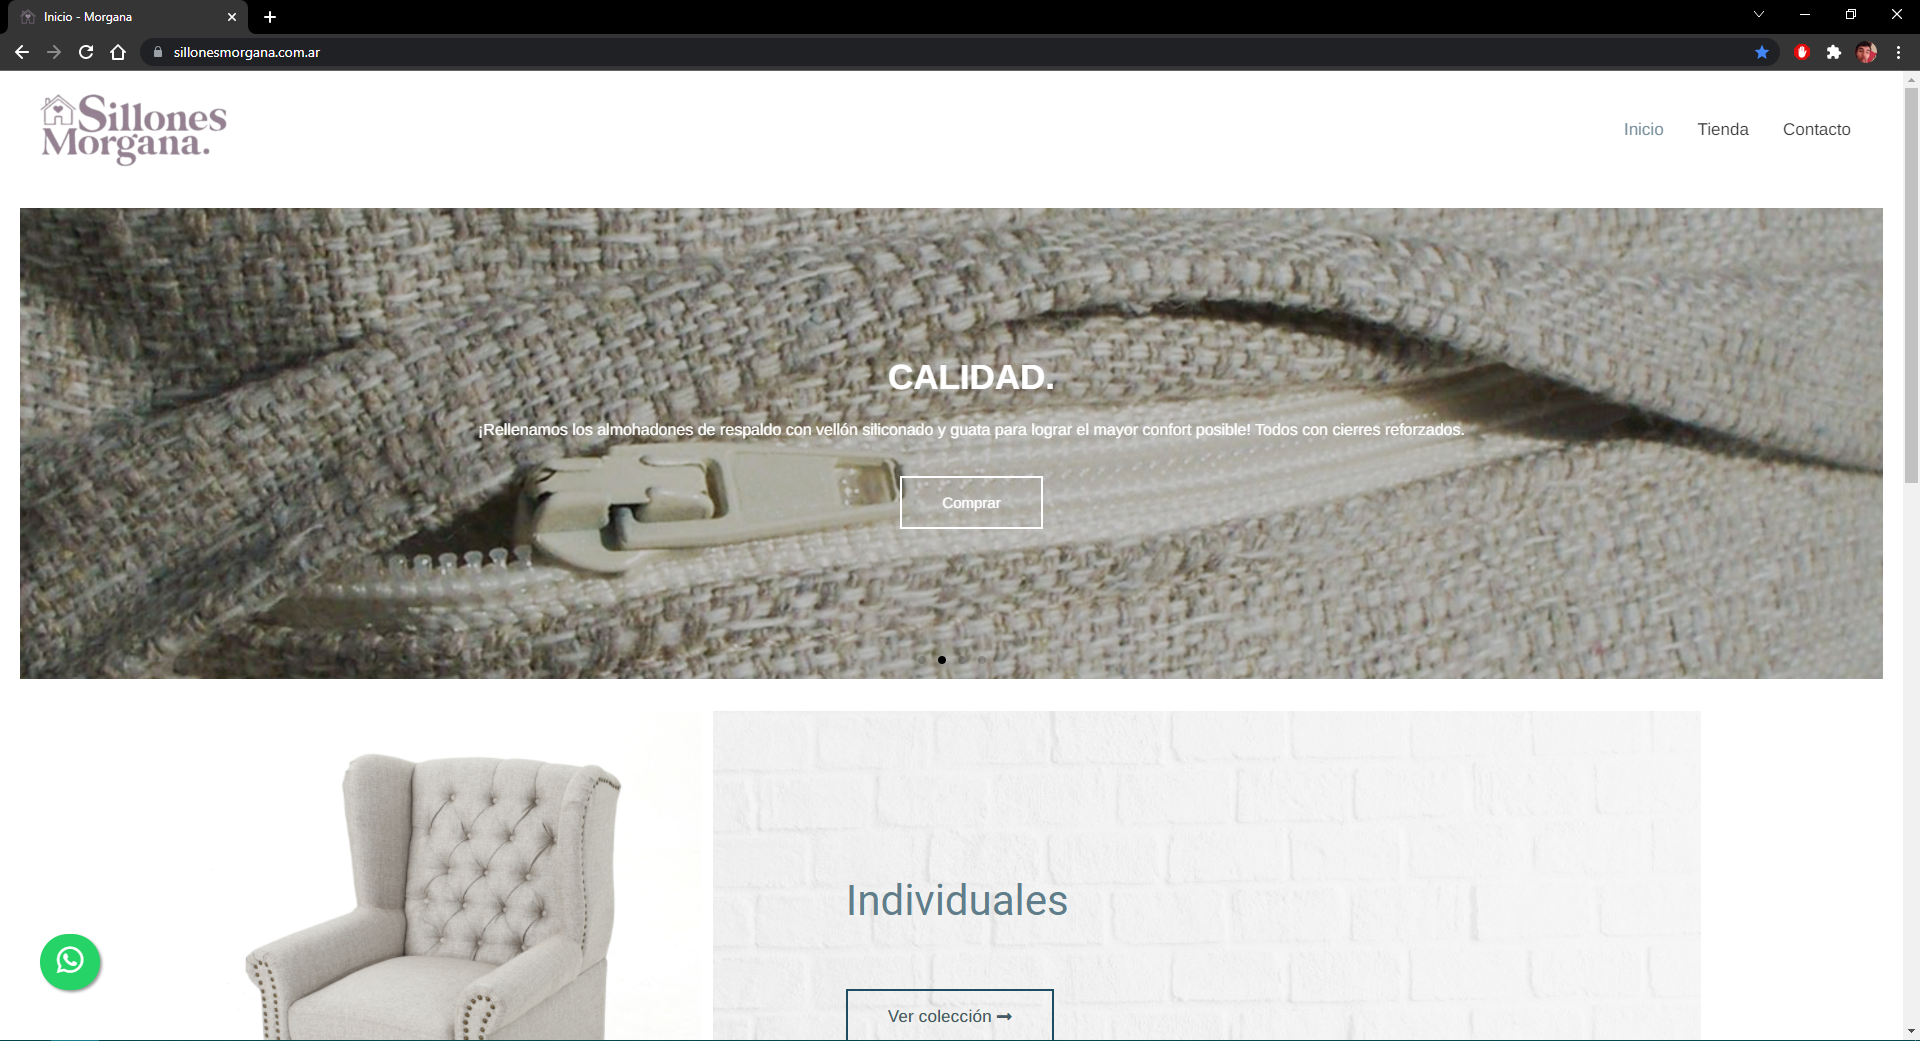 Inicio - Morgana
sillonesmorgana.com.ar
Sillones
Morgana.
Inicio Tienda Contacto
CALIDAD.
¡Rellenamos los almohadones de respaldo con vellón siliconado y guata para lograr el mayor confort posible! Todos con cierres reforzados.
Comprar
Individuales
Ver colección